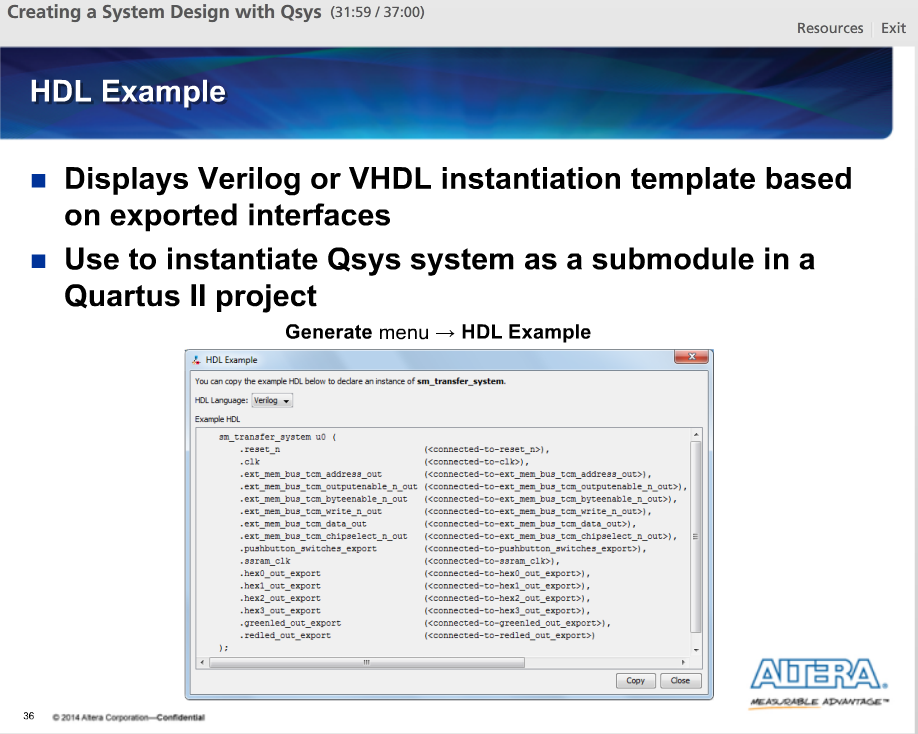 Creating a System Design with Qsys (31:59 / 37:00)
Resources Exit
HDL Example
Displays Verilog or VHDL instantiation template based
on exported interfaces
Use to instantiate Qsys system as a submodule in a
Quartus II project
Generate menu → HDL Example
HDL Example
You can copy the example HDL below to declare an instance of sm_transfer_system.
HDL Language: Verilog
Example HDL
sm_transfer_system u0 (
.reset_n (<connected-to-reset_n>),
.clk (<connected-to-clk>),
.ext_mem_bus_tcm_address_out (<connected-to-ext_mem_bus_tcm_address_out>),
.ext_mem_bus_tcm_outputenable_n_out (<connected-to-ext_mem_bus_tcm_outputenable_n_out>),
.ext_mem_bus_tcm_byteenable_n_out (<connected-to-ext_mem_bus_tcm_byteenable_n_out>),
.ext_mem_bus_tcm_write_n_out (<connected-to-ext_mem_bus_tcm_write_n_out>),
.ext_mem_bus_tcm_data_out (<connected-to-ext_mem_bus_tcm_data_out>),
.ext_mem_bus_tcm_chipselect_n_out (<connected-to-ext_mem_bus_tcm_chipselect_n_out>),
.pushbutton_switches_export (<connected-to-pushbutton_switches_export>),
.ssram_clk (<connected-to-ssram_clk>),
.hex0_out_export (<connected-to-hex0_out_export>),
.hex1_out_export (<connected-to-hex1_out_export>),
.hex2_out_export (<connected-to-hex2_out_export>),
.hex3_out_export (<connected-to-hex3_out_export>),
.greenled_out_export (<connected-to-greenled_out_export>),
.redled_out_export (<connected-to-redled_out_export>)
);
Copy Close
ALTERA.
MEASURABLE ADVANTAGE™
36 © 2014 Altera Corporation—Confidential